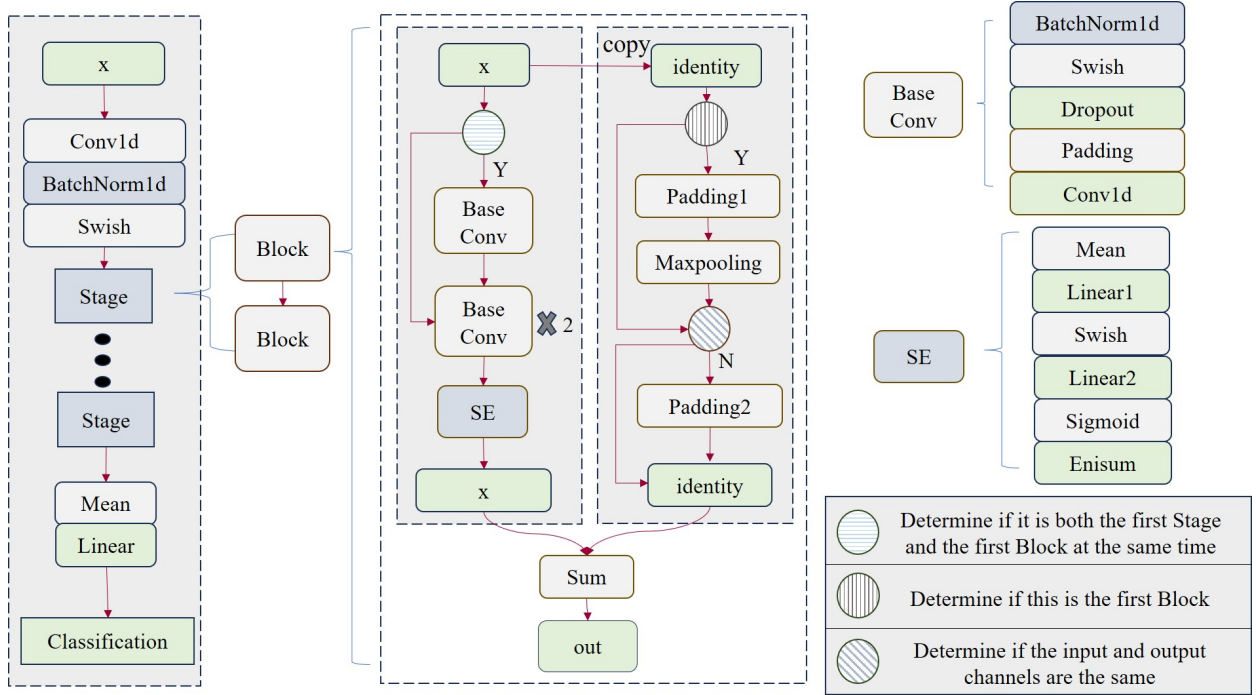 x
Conv1d
BatchNorm1d
Swish
Stage
Stage
Mean
Linear
Classification
Block
Block
x
copy
identity
Y
Base
Conv
Base
Conv
2
SE
x
Y
Padding1
Maxpooling
N
Padding2
identity
Sum
out
Base
Conv
BatchNorm1d
Swish
Dropout
Padding
Conv1d
SE
Mean
Linear1
Swish
Linear2
Sigmoid
Enisum
Determine if it is both the first Stage
and the first Block at the same time
Determine if this is the first Block
Determine if the input and output
channels are the same